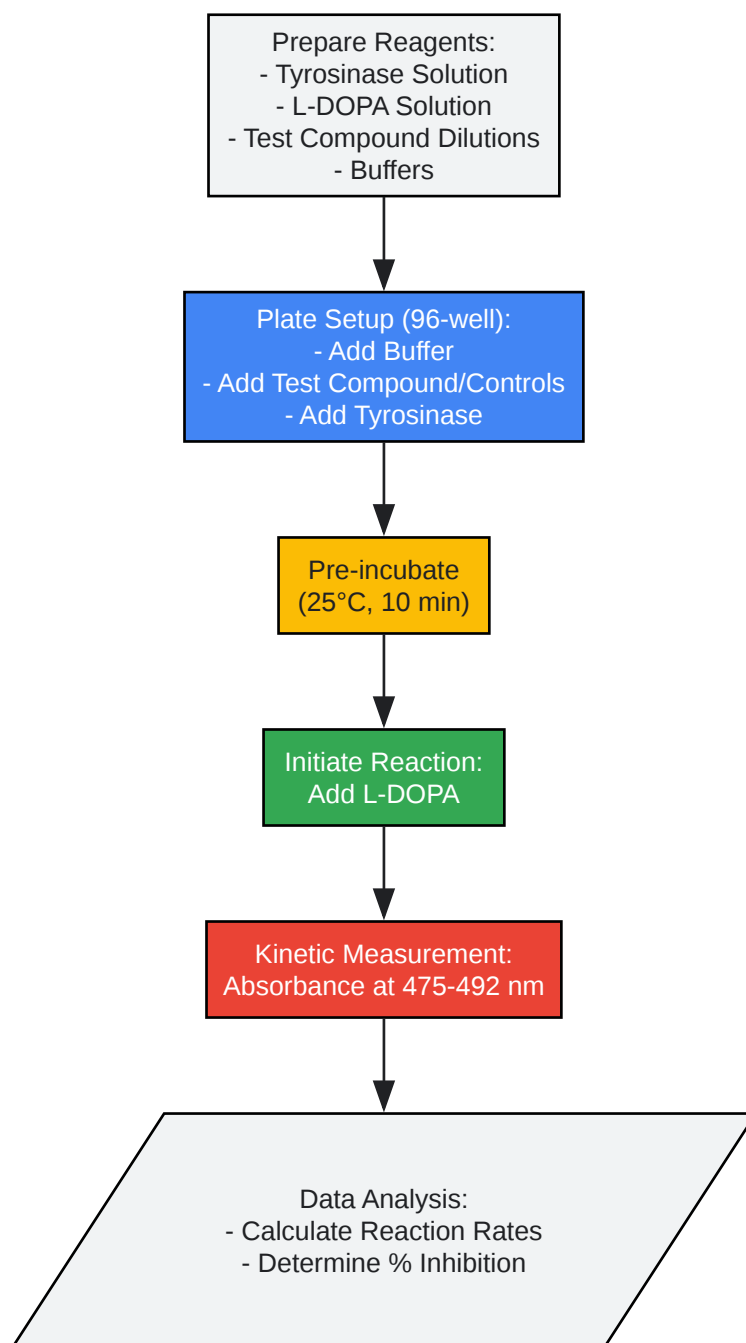 Prepare Reagents:
- Tyrosinase Solution
- L-DOPA Solution
- Test Compound Dilutions
- Buffers
Plate Setup (96-well):
- Add Buffer
- Add Test Compound/Controls
- Add Tyrosinase
Pre-incubate
(25°C, 10 min)
Initiate Reaction:
Add L-DOPA
Kinetic Measurement:
Absorbance at 475-492 nm
Data Analysis:
- Calculate Reaction Rates
- Determine % Inhibition